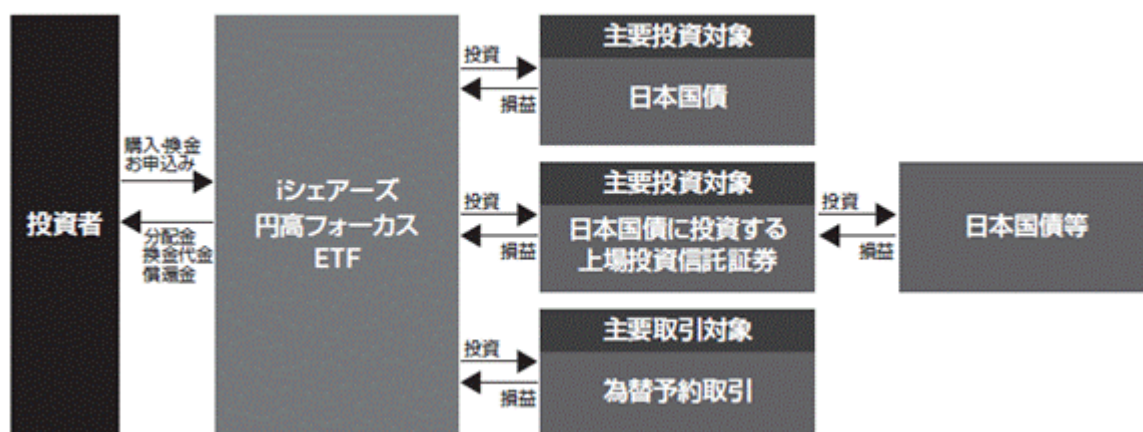 投資者
購入・換金
お申込み
分配金
換金代金
償還金
iシェアーズ
円高フォーカス
ETF
投資
損益
主要投資対象
日本国債
投資
損益
主要投資対象
日本国債に投資する
上場投資信託証券
投資
損益
日本国債等
投資
損益
主要取引対象
為替予約取引